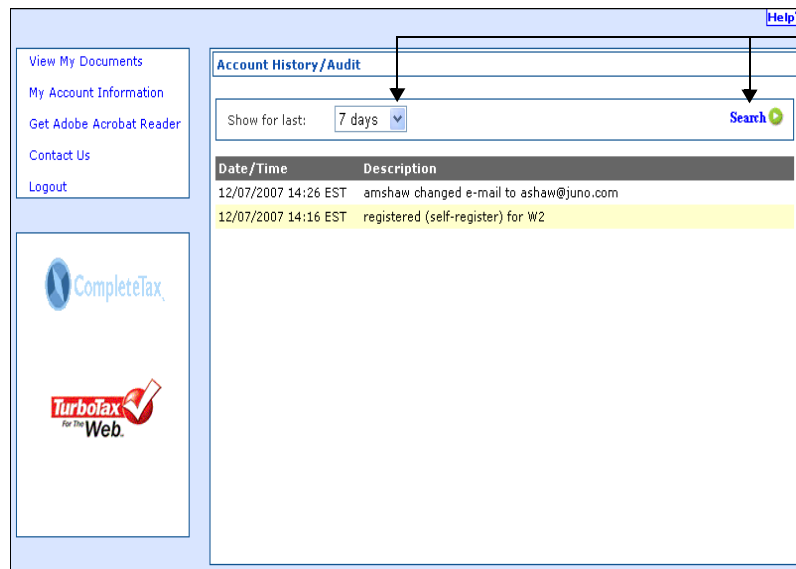 Help
View My Documents
My Account Information
Get Adobe Acrobat Reader
Contact Us
Logout
Account History/Audit
Show for last: 7 days Search
Date/Time Description
12/07/2007 14:26 EST amshaw changed e-mail to ashaw@juno.com
12/07/2007 14:16 EST registered (self-register) for W2
CompleteTax
TurboTax
For The Web